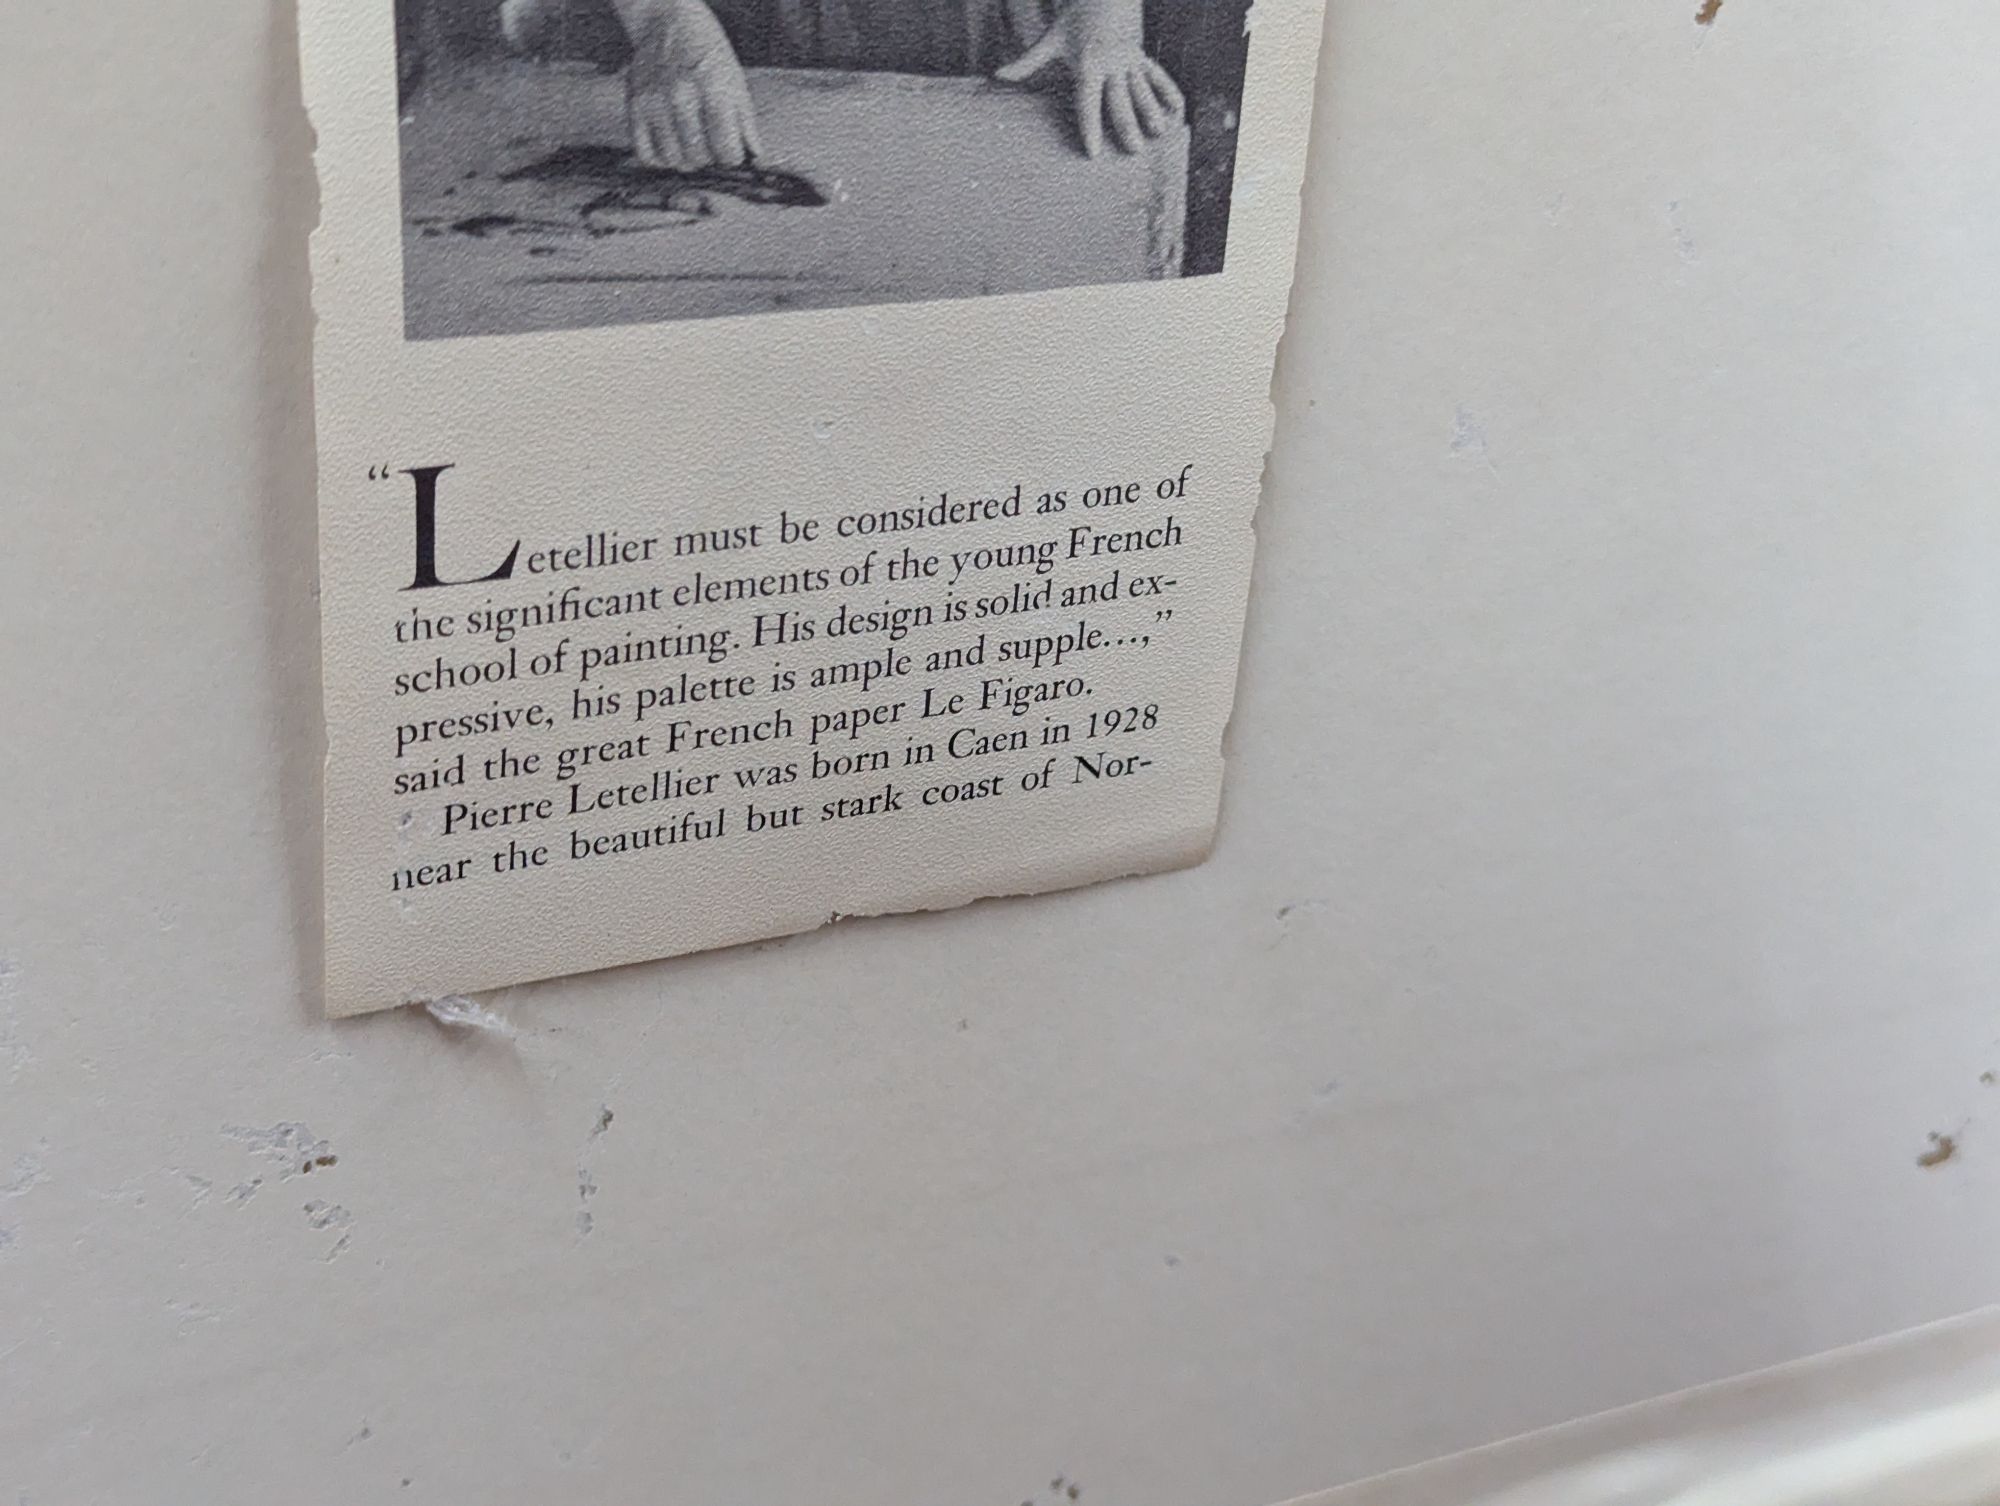 “Letellier must be considered as one of
the significant elements of the young French
school of painting. His design is solid and ex-
pressive, his palette is ample and supple...,”
said the great French paper Le Figaro.
Pierre Letellier was born in Caen in 1928
near the beautiful but stark coast of Nor-